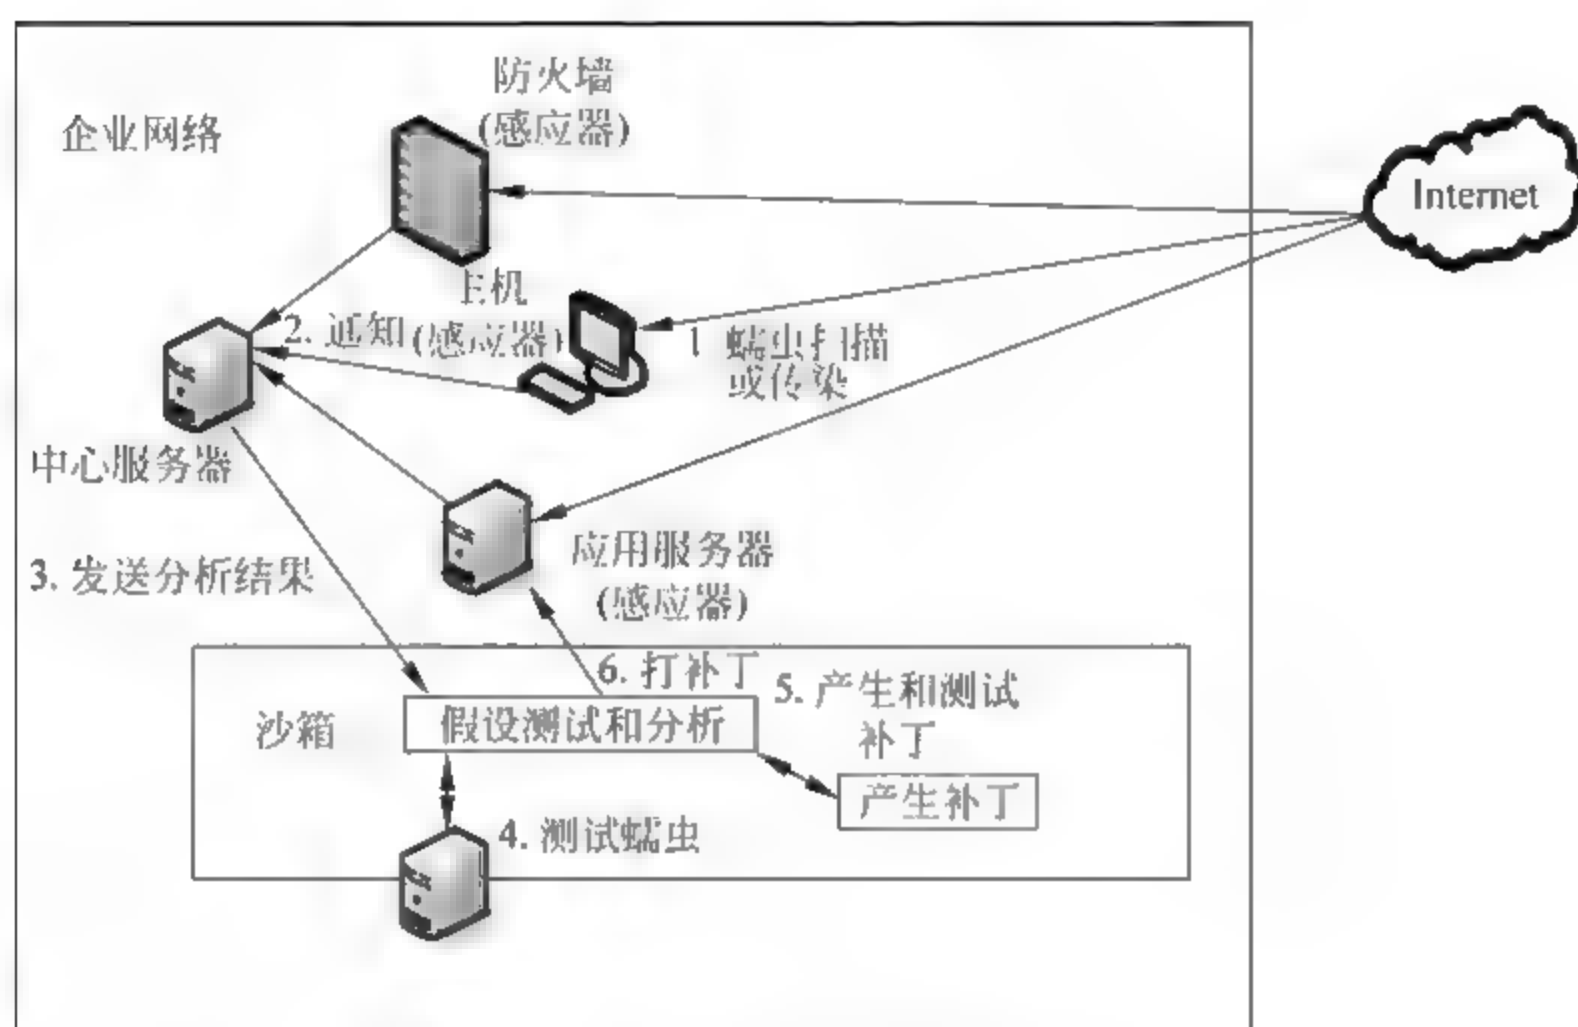 防火墙
(感应器)
企业网络
Internet
主机
(感应器)
2. 通知
1 蠕虫扫描
或传染
中心服务器
应用服务器
(感应器)
3. 发送分析结果
6. 打补丁
5. 产生和测试
补丁
沙箱
假设测试和分析
产生补丁
4. 测试蠕虫